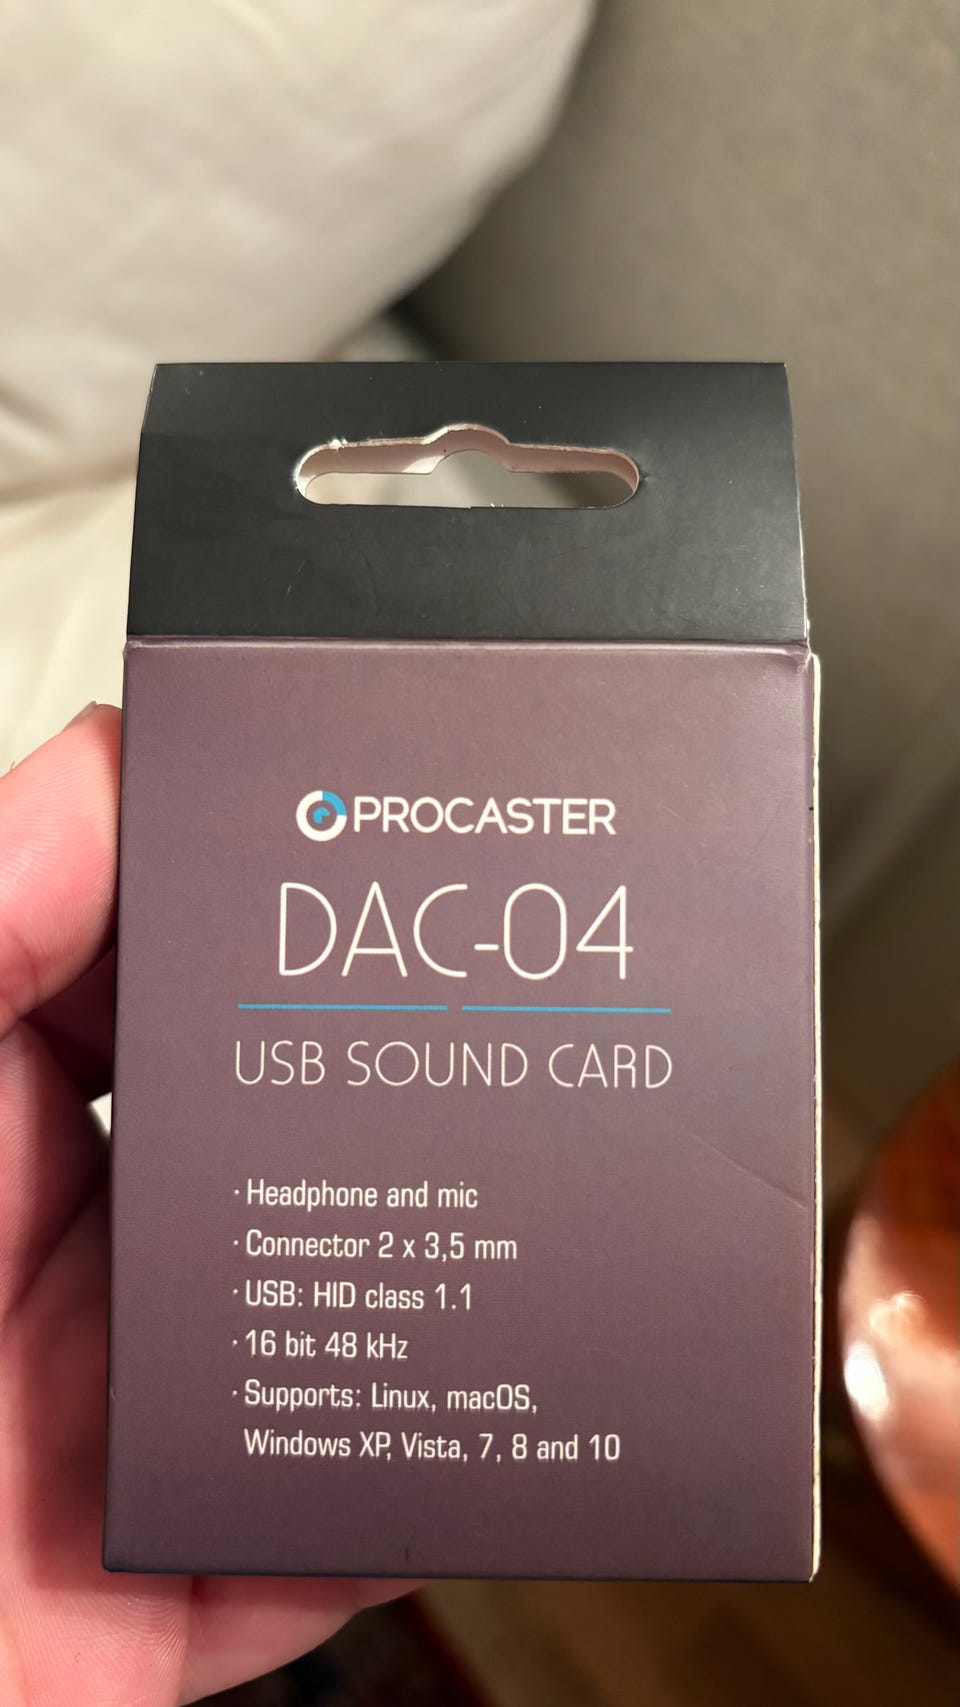 PROCASTER
DAC-04
USB SOUND CARD
· Headphone and mic
· Connector 2 x 3,5 mm
· USB: HID class 1.1
· 16 bit 48 kHz
· Supports: Linux, macOS,
Windows XP, Vista, 7, 8 and 10